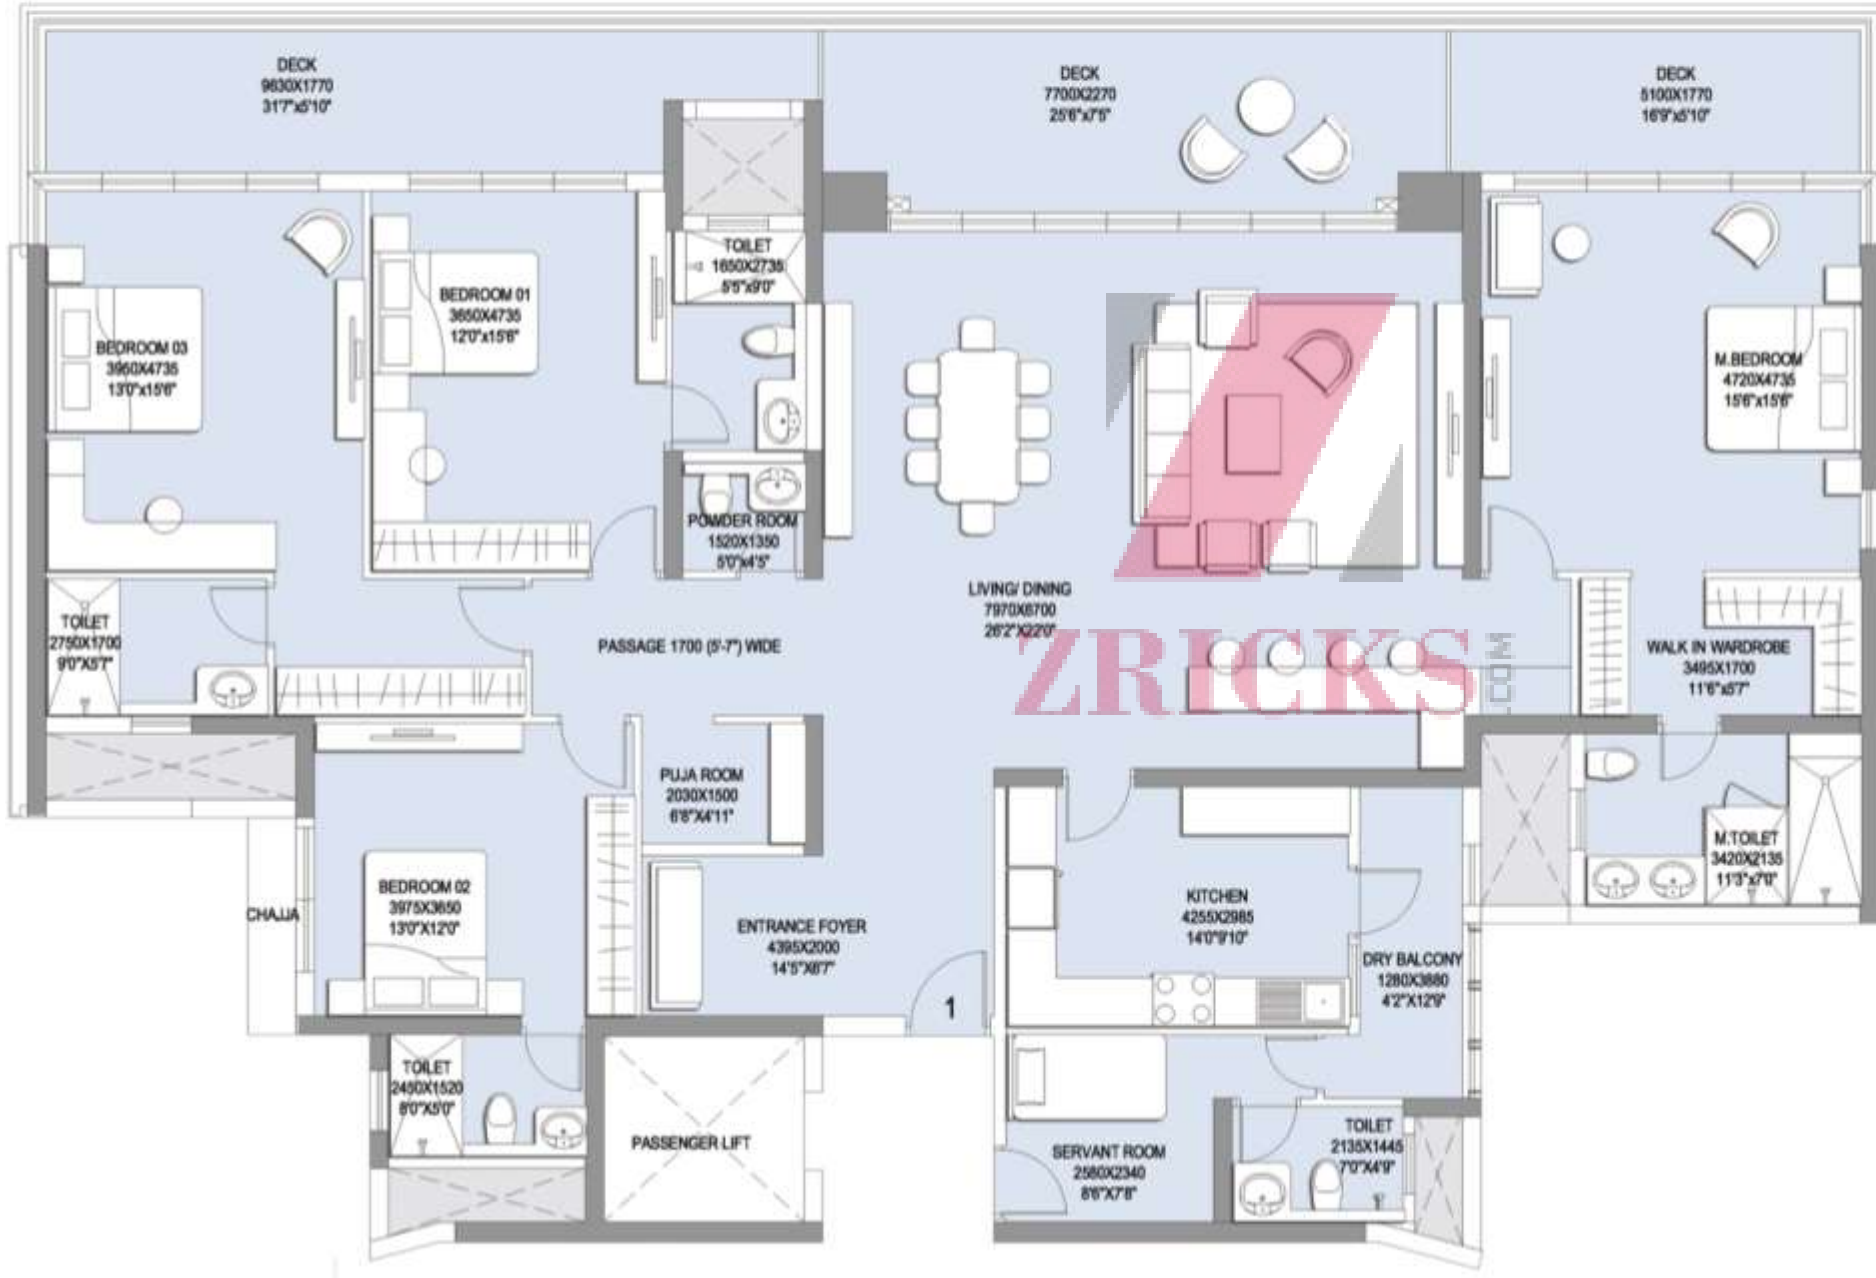 DECK
9630X1770
31'7"x5'10"
DECK
7700X2270
25'6"x7'5"
DECK
5100X1770
16'9"x5'10"
TOILET
1650X2735
5'5"x9'0"
BEDROOM 01
3650X4735
12'0"x15'6"
BEDROOM 03
3960X4735
13'0"x15'6"
M.BEDROOM
4720X4735
15'6"x15'6"
POWDER ROOM
1520X1350
5'0"x4'5"
LIVING/ DINING
7970X6700
26'2"X22'0"
TOILET
2750X1700
9'0"X5'7"
PASSAGE 1700 (5'-7") WIDE
ZRICKS
.COM
WALK IN WARDROBE
3495X1700
11'6"x5'7"
PUJA ROOM
2030X1500
6'8"X4'11"
M.TOILET
3420X2135
11'3"x7'0"
BEDROOM 02
3975X3650
13'0"X12'0"
CHAJJA
KITCHEN
4255X2985
14'0"9'10"
ENTRANCE FOYER
4395X2000
14'5"X6'7"
DRY BALCONY
1280X3880
4'2"X12'9"
1
TOILET
2450X1520
8'0"X5'0"
PASSENGER LIFT
SERVANT ROOM
2580X2340
8'6"X7'8"
TOILET
2135X1445
7'0"X4'9"